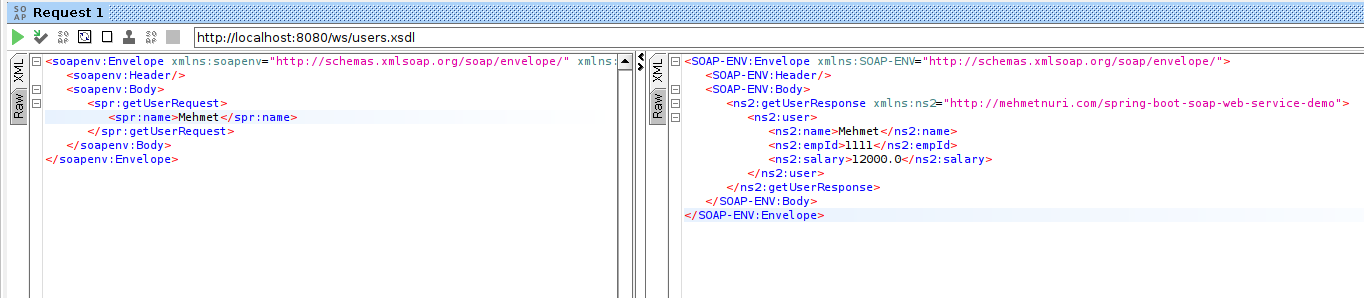 SO AP Request 1
SO AP SO AP http://localhost:8080/ws/users.xsdl
XML
Raw
<soapenv:Envelope xmlns:soapenv="http://schemas.xmlsoap.org/soap/envelope/" xmlns:
<soapenv:Header/>
<soapenv:Body>
<spr:getUserRequest>
<spr:name>Mehmet</spr:name>
</spr:getUserRequest>
</soapenv:Body>
</soapenv:Envelope>
XML
Raw
<SOAP-ENV:Envelope xmlns:SOAP-ENV="http://schemas.xmlsoap.org/soap/envelope/">
<SOAP-ENV:Header/>
<SOAP-ENV:Body>
<ns2:getUserResponse xmlns:ns2="http://mehmetnuri.com/spring-boot-soap-web-service-demo">
<ns2:user>
<ns2:name>Mehmet</ns2:name>
<ns2:empId>1111</ns2:empId>
<ns2:salary>12000.0</ns2:salary>
</ns2:user>
</ns2:getUserResponse>
</SOAP-ENV:Body>
</SOAP-ENV:Envelope>